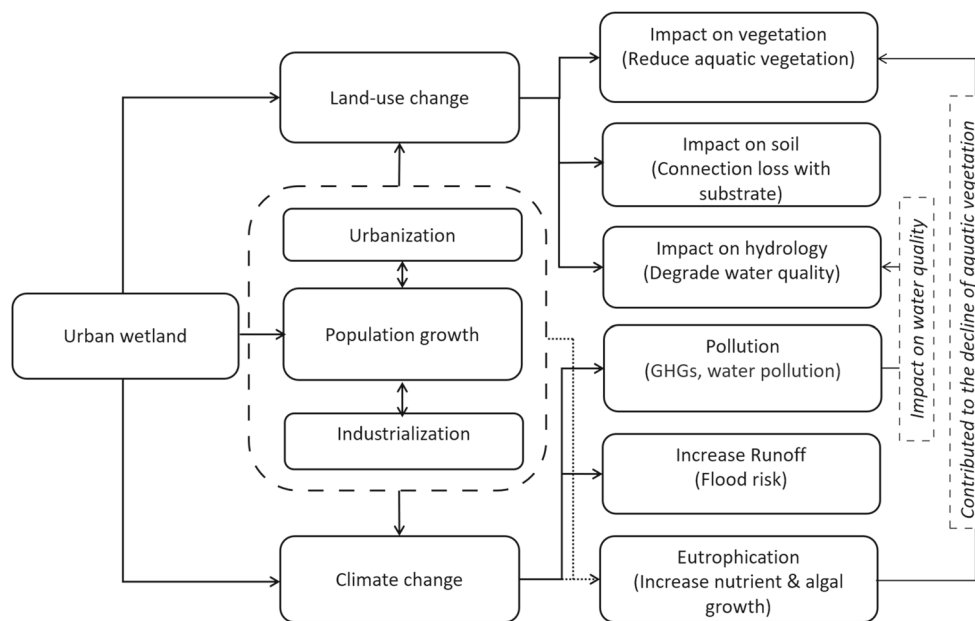 Impact on vegetation
(Reduce aquatic vegetation)
Land-use change
Impact on soil
(Connection loss with
substrate)
Urbanization
Impact on hydrology
(Degrade water quality)
Urban wetland
Population growth
Pollution
(GHGs, water pollution)
Industrialization
Increase Runoff
(Flood risk)
Climate change
Eutrophication
(Increase nutrient & algal
growth)
Impact on water quality
Contributed to the decline of aquatic vegetation